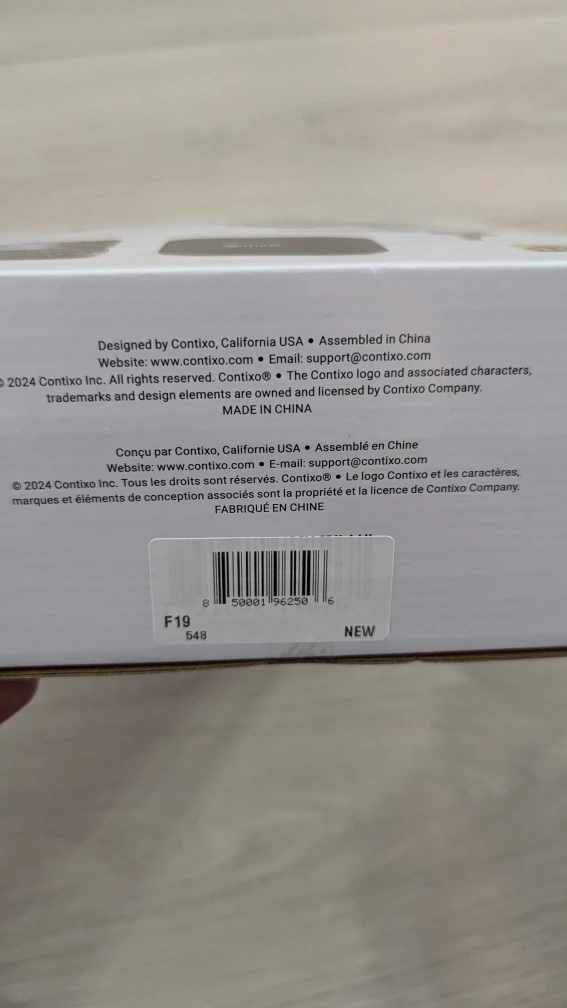 Designed by Contixo, California USA • Assembled in China
Website: www.contixo.com • Email: support@contixo.com
© 2024 Contixo Inc. All rights reserved. Contixo® • The Contixo logo and associated characters,
trademarks and design elements are owned and licensed by Contixo Company.
MADE IN CHINA
Conçu par Contixo, Californie USA • Assemblé en Chine
Website: www.contixo.com • E-mail: support@contixo.com
© 2024 Contixo Inc. Tous les droits sont réservés. Contixo® • Le logo Contixo et les caractères,
marques et éléments de conception associés sont la propriété et la licence de Contixo Company.
FABRIQUÉ EN CHINE
8 50001 96250 6
F19
548
NEW